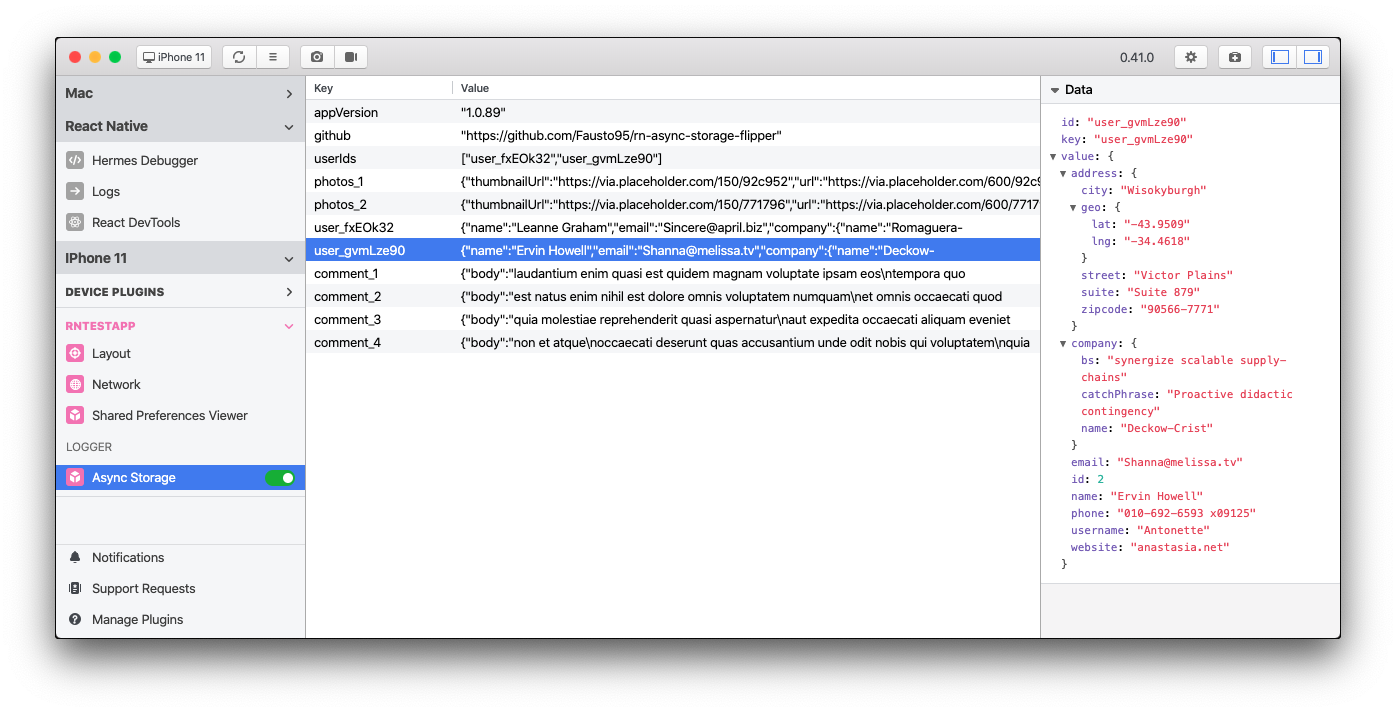 iPhone 11
0.41.0
Mac
React Native
Hermes Debugger
Logs
React DevTools
iPhone 11
DEVICE PLUGINS
RNTESTAPP
Layout
Network
Shared Preferences Viewer
LOGGER
Async Storage
Notifications
Support Requests
Manage Plugins
Key Value
appVersion "1.0.89"
github "https://github.com/Fausto95/rn-async-storage-flipper"
userIds ["user_fxEOk32","user_gvmLze90"]
photos_1 {"thumbnailUrl":"https://via.placeholder.com/150/92c952","url":"https://via.placeholder.com/600/92c9
photos_2 {"thumbnailUrl":"https://via.placeholder.com/150/771796","url":"https://via.placeholder.com/600/7717
user_fxEOk32 {"name":"Leanne Graham","email":"Sincere@april.biz","company":{"name":"Romaguera-
user_gvmLze90 {"name":"Ervin Howell","email":"Shanna@melissa.tv","company":{"name":"Deckow-
comment_1 {"body":"laudantium enim quasi est quidem magnam voluptate ipsam eos\ntempora quo
comment_2 {"body":"est natus enim nihil est dolore omnis voluptatem numquam\net omnis occaecati quod
comment_3 {"body":"quia molestiae reprehenderit quasi aspernatur\naut expedita occaecati aliquam eveniet
comment_4 {"body":"non et atque\noccaecati deserunt quas accusantium unde odit nobis qui voluptatem\nquia
Data
id: "user_gvmLze90"
key: "user_gvmLze90"
value: {
address: {
city: "Wisokyburgh"
geo: {
lat: "-43.9509"
lng: "-34.4618"
}
street: "Victor Plains"
suite: "Suite 879"
zipcode: "90566-7771"
}
company: {
bs: "synergize scalable supply-
chains"
catchPhrase: "Proactive didactic
contingency"
name: "Deckow-Crist"
}
email: "Shanna@melissa.tv"
id: 2
name: "Ervin Howell"
phone: "010-692-6593 x09125"
username: "Antonette"
website: "anastasia.net"
}